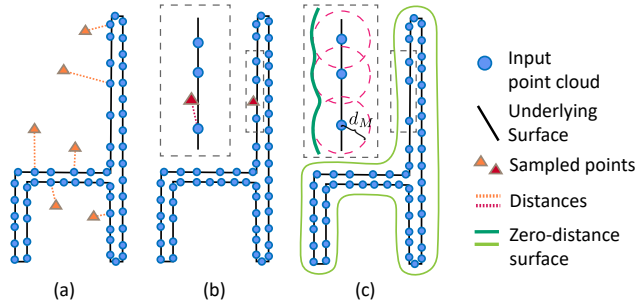 d_M
(a)
(b)
(c)
Input
point cloud
Underlying
Surface
Sampled points
Distances
Zero-distance
surface